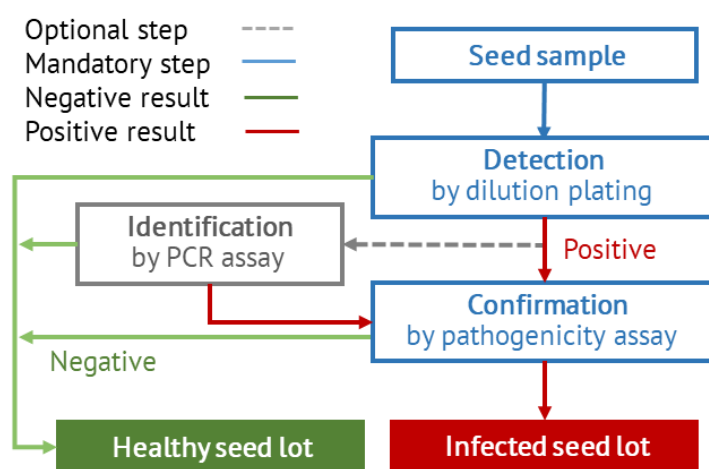 Optional step
Mandatory step
Negative result
Positive result
Seed sample
Detection
by dilution plating
Identification
by PCR assay
Positive
Confirmation
by pathogenicity assay
Negative
Healthy seed lot
Infected seed lot